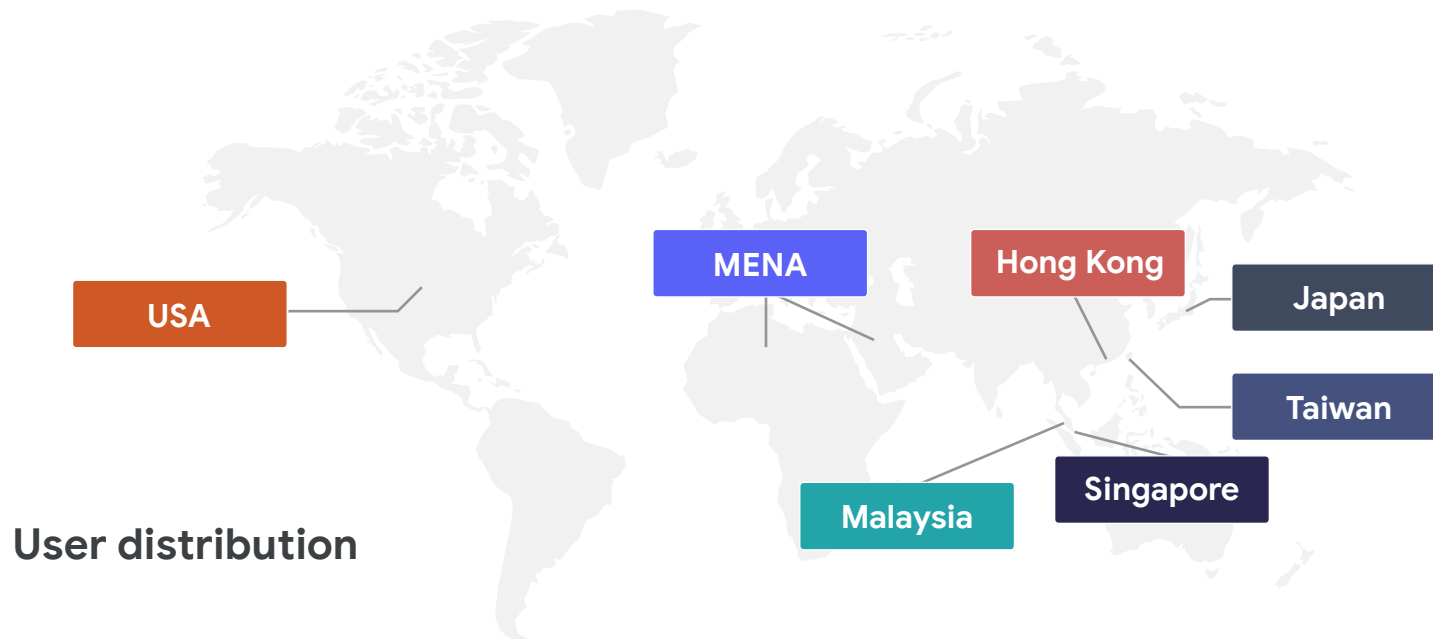 MENA
Hong Kong
Japan
USA
Taiwan
Singapore
Malaysia
User distribution